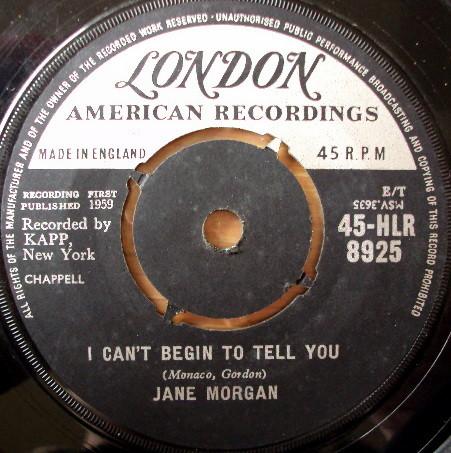 ALL RIGHTS OF THE MANUFACTURER AND OF THE OWNER OF THE RECORDED WORK RESERVED · UNAUTHORISED PUBLIC PERFORMANCE BROADCASTING AND COPYING OF THIS RECORD PROHIBITED
LONDON
AMERICAN RECORDINGS
MADE IN ENGLAND
45 R.P.M
RECORDING FIRST
PUBLISHED 1959
Recorded by
KAPP,
New York
CHAPPELL
E/T
MSV.3635
45-HLR
8925
I CAN'T BEGIN TO TELL YOU
(Monaco, Gordon)
JANE MORGAN